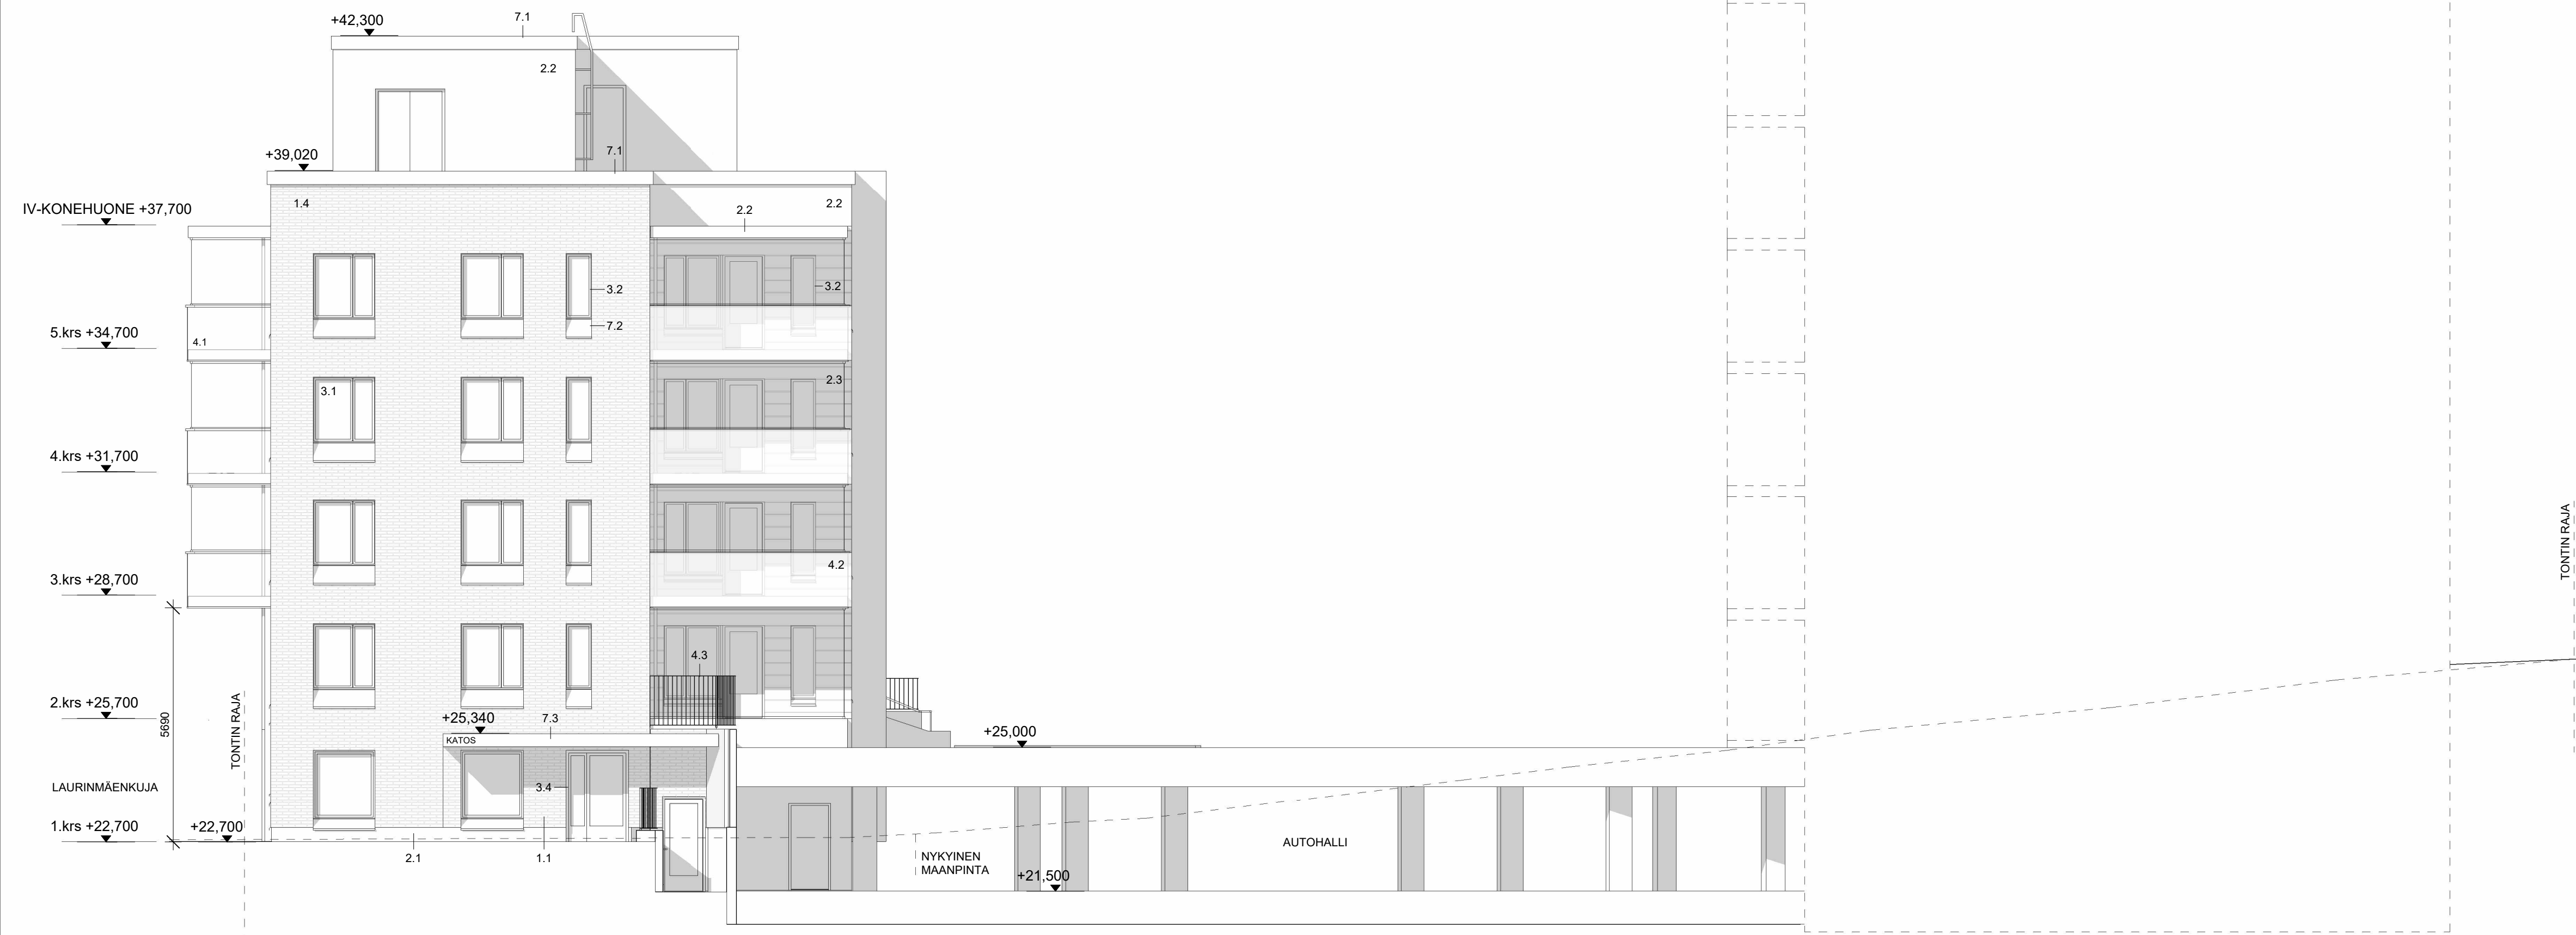 +42,300
7.1
2.2
+39,020
7.1
IV-KONEHUONE +37,700
1.4
2.2
2.2
3.2
3.2
7.2
5.krs +34,700
4.1
2.3
3.1
4.krs +31,700
4.2
3.krs +28,700
TONTIN RAJA
4.3
2.krs +25,700
5690
TONTIN RAJA
+25,340
7.3
KATOS
+25,000
LAURINMÄENKUJA
3.4
1.krs +22,700
+22,700
2.1
1.1
AUTOHALLI
NYKYINEN
MAANPINTA
+21,500